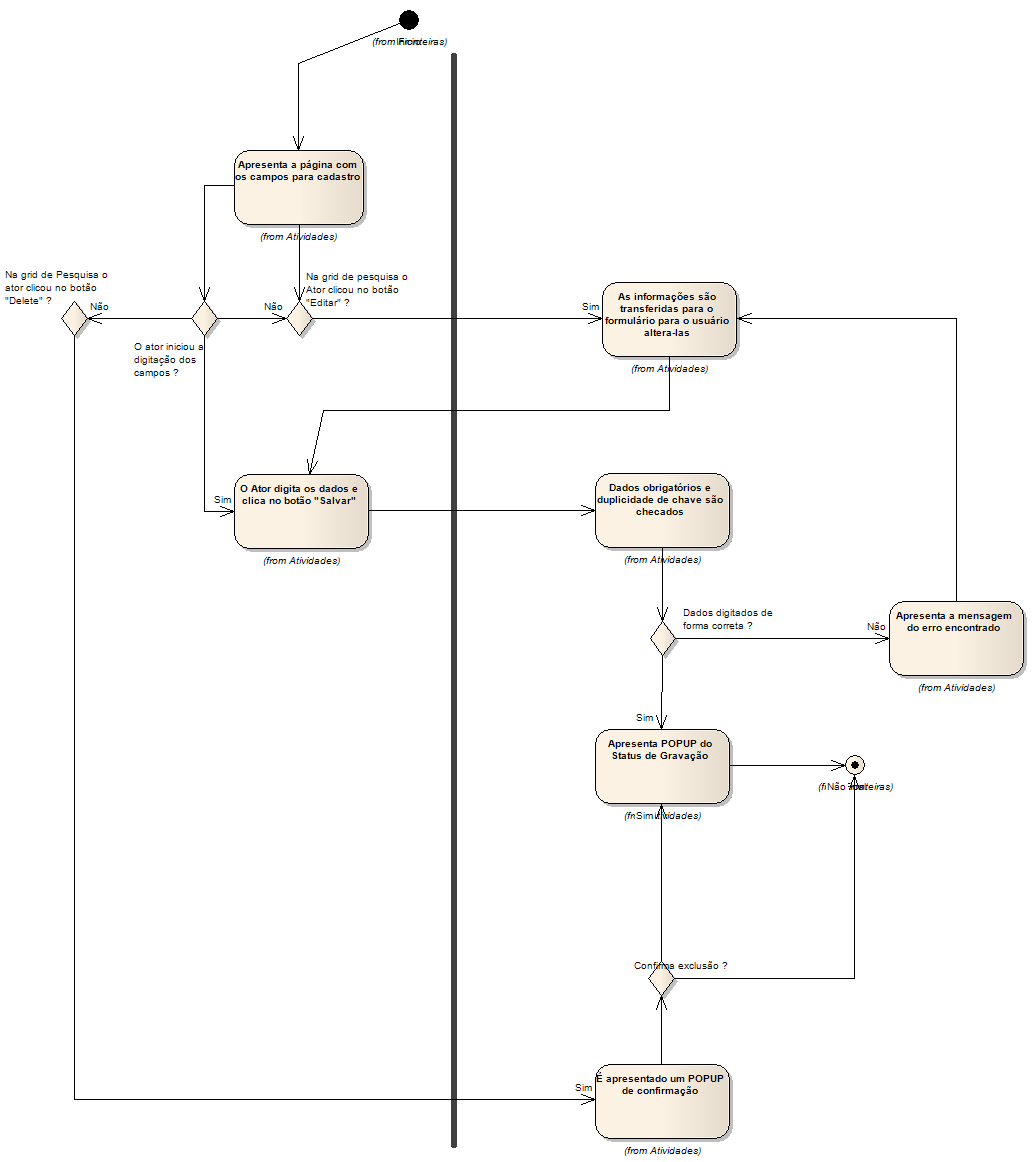 (from Fronteiras)
Apresenta a página com
os campos para cadastro
(from Atividades)
Na grid de Pesquisa o
ator clicou no botão
"Delete" ?
Não
Na grid de pesquisa o
Ator clicou no botão
"Editar" ?
Não
Sim
As informações são
transferidas para o
formulário para o usuário
altera-las
(from Atividades)
O ator iniciou a
digitação dos
campos ?
Sim
O Ator digita os dados e
clica no botão "Salvar"
(from Atividades)
Dados obrigatórios e
duplicidade de chave são
checados
(from Atividades)
Dados digitados de
forma correta ?
Não
Apresenta a mensagem
do erro encontrado
(from Atividades)
Sim
Apresenta POPUP do
Status de Gravação
Sim
Não
Confirma exclusão ?
Sim
É apresentado um POPUP
de confirmação
(from Atividades)